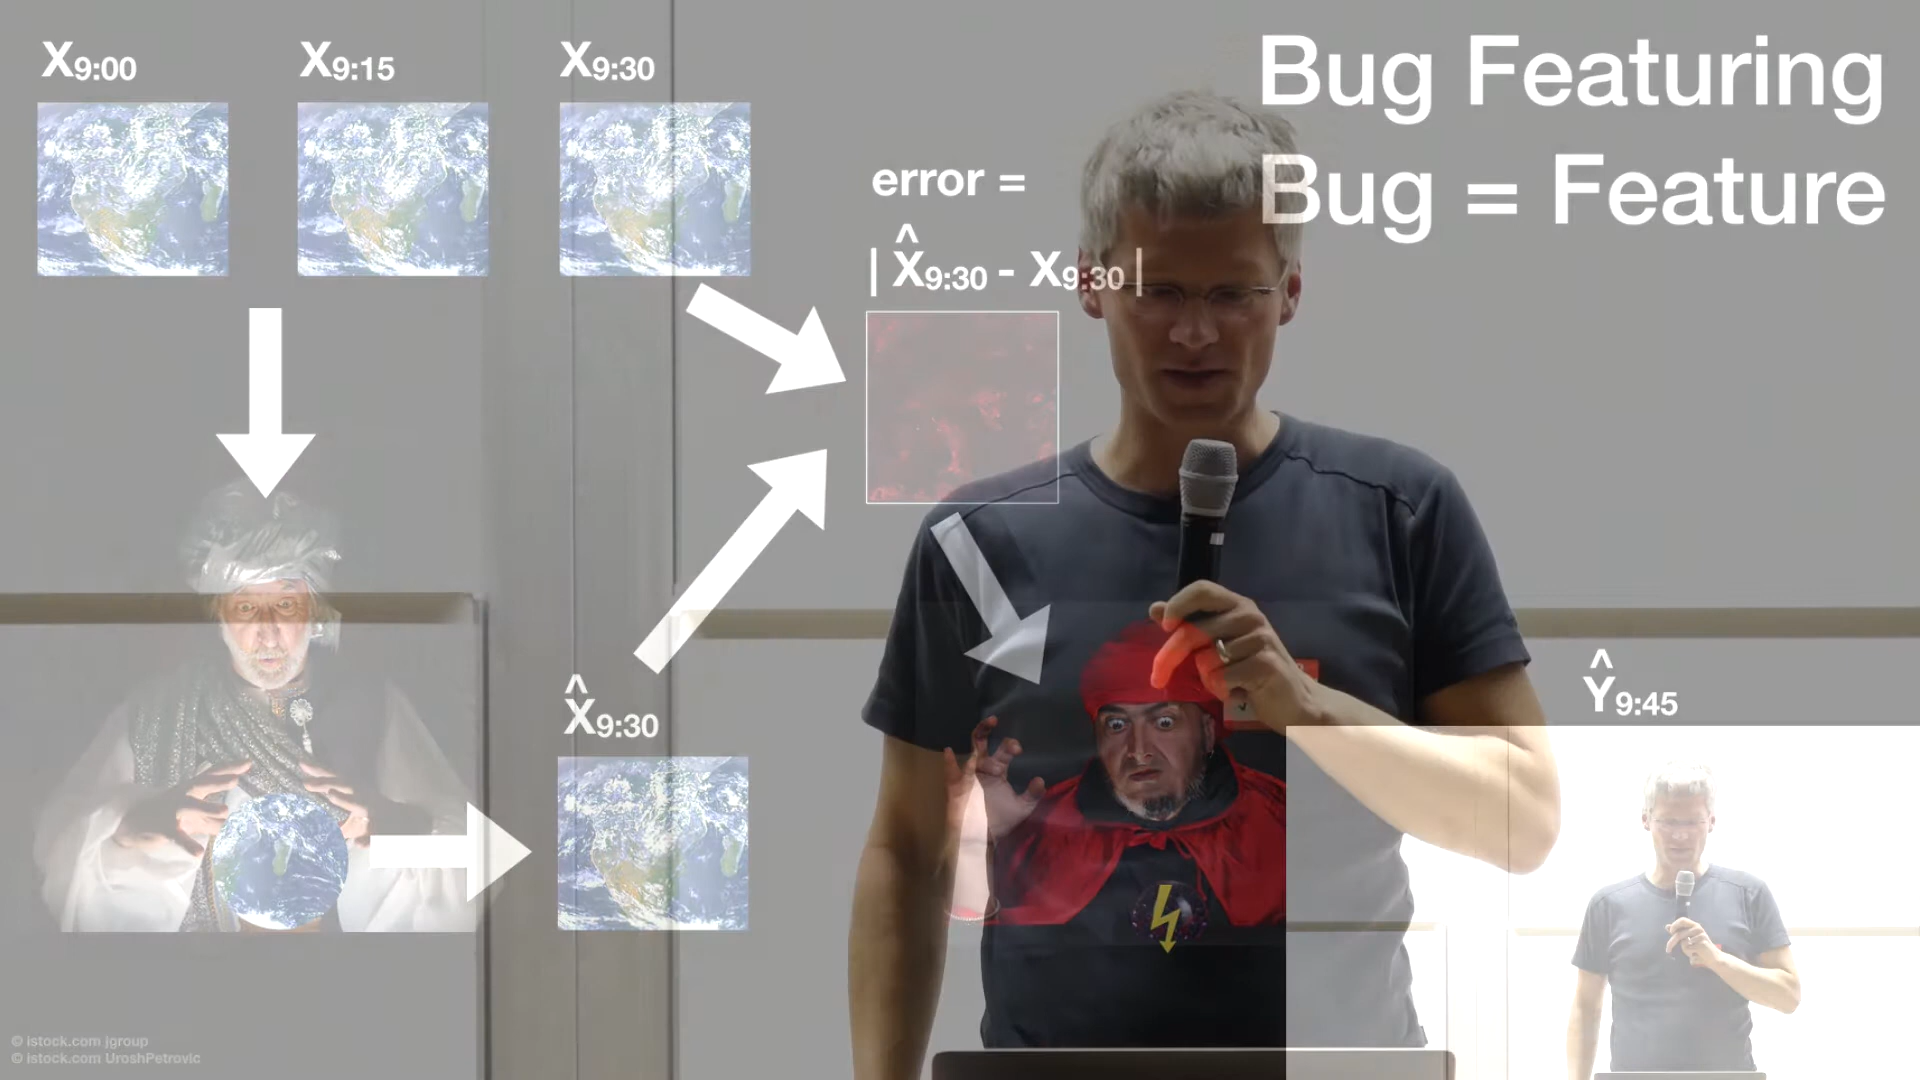 X9:00
X9:15
X9:30
Bug Featuring
Bug = Feature
error =
| X̂9:30 - X9:30 |
X̂9:30
Ŷ9:45
© istock.com jgroup
© istock.com UroshPetrovic